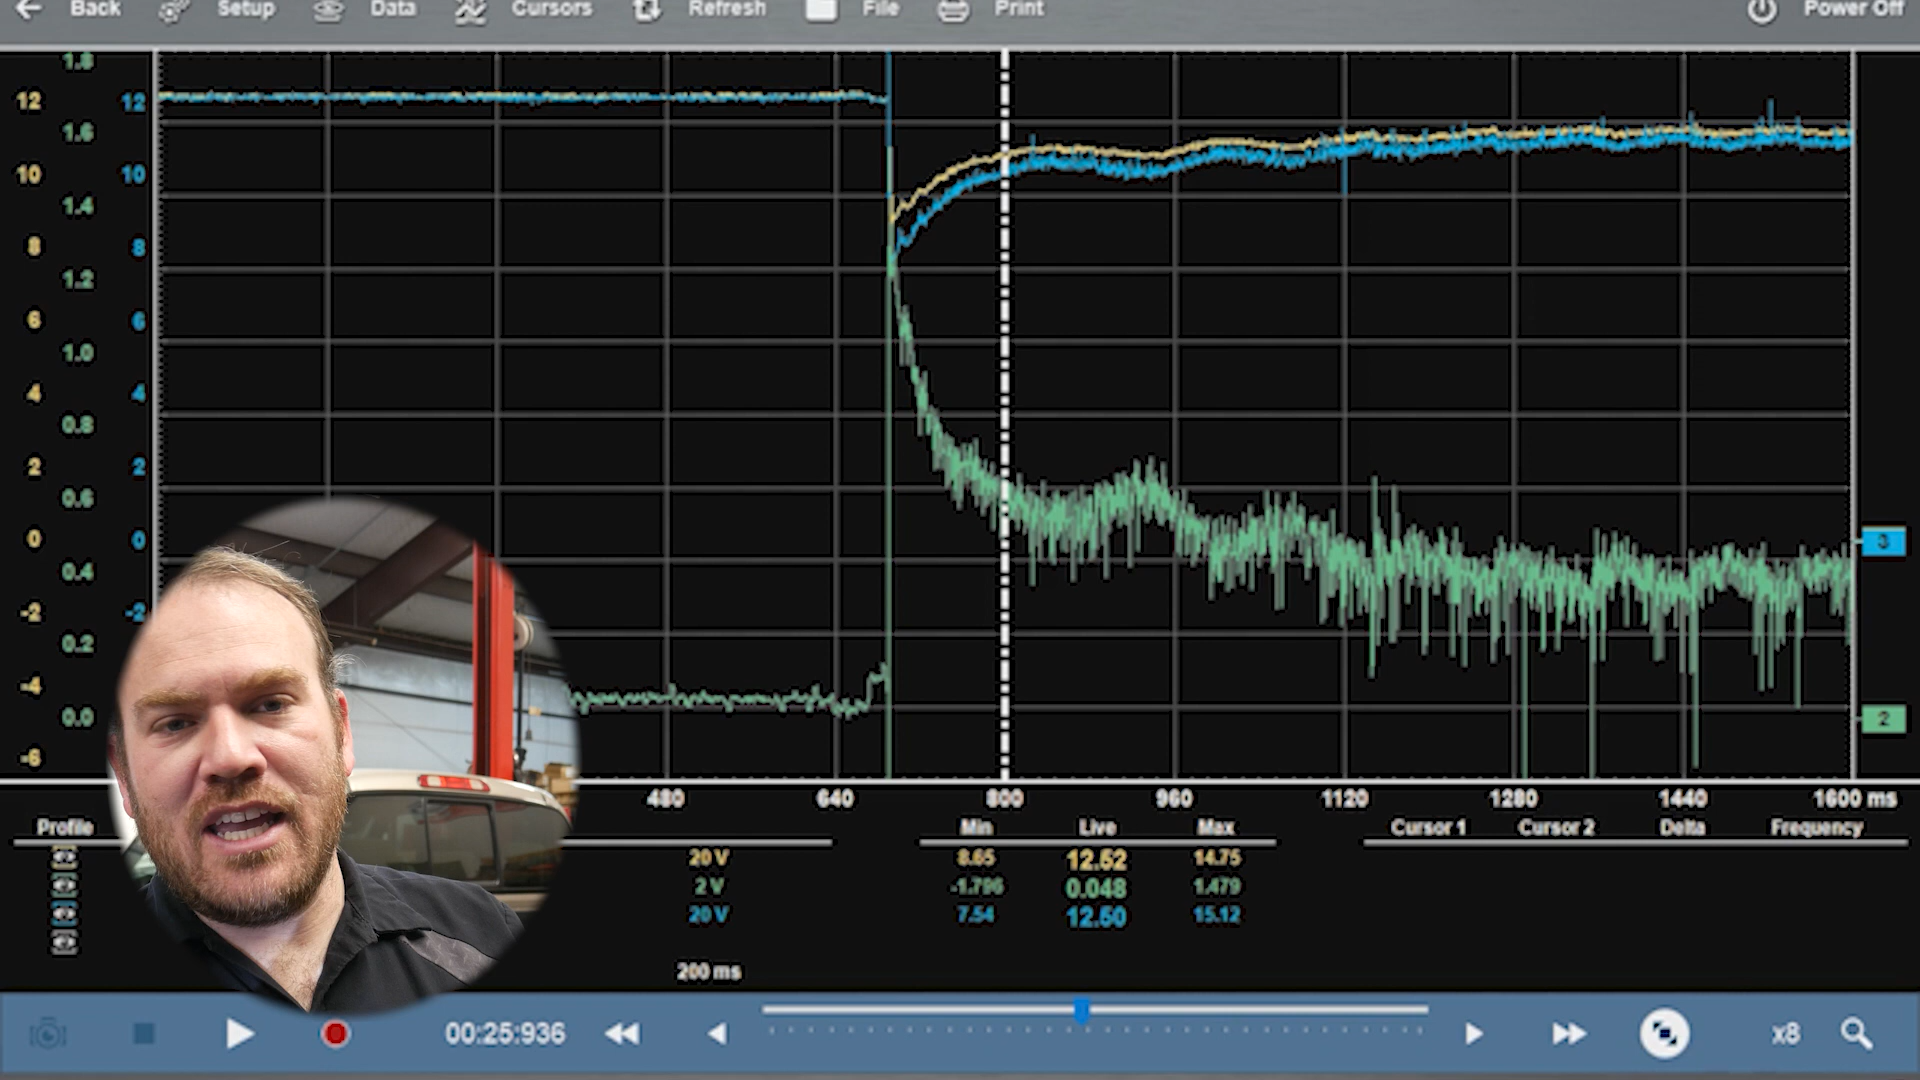 Back Setup Data Cursors Refresh File Print Power Off
1.8
12 12
1.6
10 10
1.4
8 8
1.2
6 6
1.0
4 4
0.8
2 2
0.6
0 0 3
0.4
-2 -2
0.2
-4
0.0 2
-6
480 640 800 960 1120 1280 1440 1600 ms
Profile Min Live Max Cursor 1 Cursor 2 Delta Frequency
20 V 8.65 12.52 14.75
2 V -1.796 0.048 1.479
20 V 7.54 12.50 15.12
200 ms
00:25:936 x8